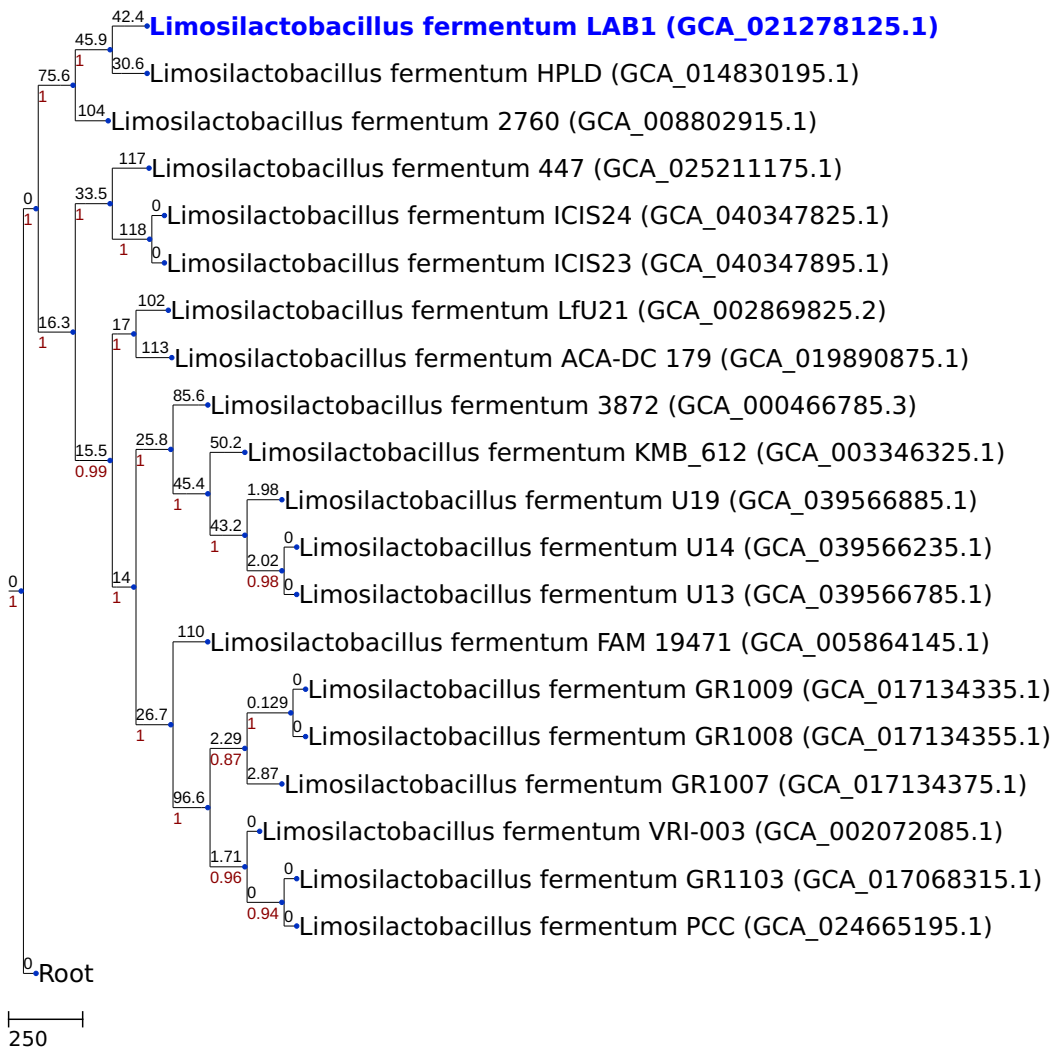 42.4
Limosilactobacillus fermentum LAB1 (GCA_021278125.1)
45.9
1
30.6
Limosilactobacillus fermentum HPLD (GCA_014830195.1)
75.6
1
104
Limosilactobacillus fermentum 2760 (GCA_008802915.1)
117
Limosilactobacillus fermentum 447 (GCA_025211175.1)
0
1
33.5
1
0
Limosilactobacillus fermentum ICIS24 (GCA_040347825.1)
118
1
0
Limosilactobacillus fermentum ICIS23 (GCA_040347895.1)
102
Limosilactobacillus fermentum LfU21 (GCA_002869825.2)
16.3
1
17
1
113
Limosilactobacillus fermentum ACA-DC 179 (GCA_019890875.1)
85.6
Limosilactobacillus fermentum 3872 (GCA_000466785.3)
15.5
0.99
25.8
1
50.2
Limosilactobacillus fermentum KMB_612 (GCA_003346325.1)
45.4
1
1.98
Limosilactobacillus fermentum U19 (GCA_039566885.1)
43.2
1
0
Limosilactobacillus fermentum U14 (GCA_039566235.1)
2.02
0.98
0
Limosilactobacillus fermentum U13 (GCA_039566785.1)
0
1
14
1
110
Limosilactobacillus fermentum FAM 19471 (GCA_005864145.1)
0
Limosilactobacillus fermentum GR1009 (GCA_017134335.1)
0.129
1
0
Limosilactobacillus fermentum GR1008 (GCA_017134355.1)
26.7
1
2.29
0.87
2.87
Limosilactobacillus fermentum GR1007 (GCA_017134375.1)
96.6
1
0
Limosilactobacillus fermentum VRI-003 (GCA_002072085.1)
1.71
0.96
0
Limosilactobacillus fermentum GR1103 (GCA_017068315.1)
0
0.94
0
Limosilactobacillus fermentum PCC (GCA_024665195.1)
0
Root
250